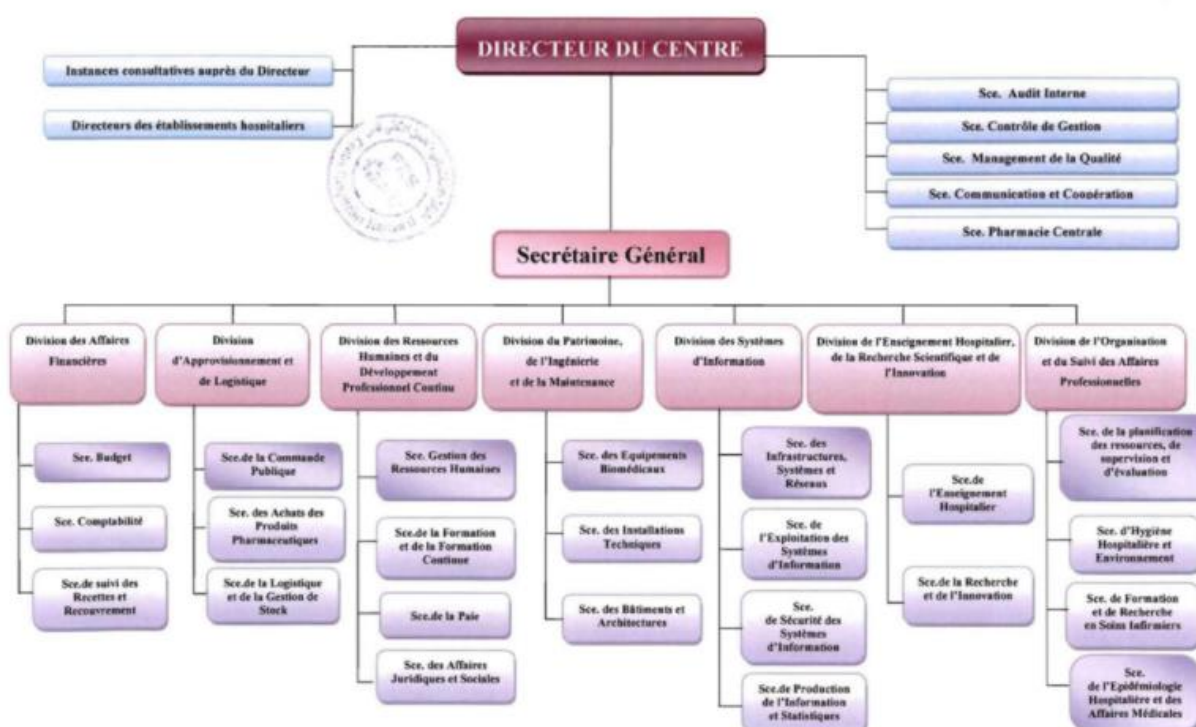 DIRECTEUR DU CENTRE
Instances consultatives auprès du Directeur
Directeurs des établissements hospitaliers
Sce. Audit Interne
Sce. Contrôle de Gestion
Sce. Management de la Qualité
Sce. Communication et Coopération
Sce. Pharmacie Centrale
Secrétaire Général
Division des Affaires
Financières
Sce. Budget
Sce. Comptabilité
Sce.de suivi des
Recettes et
Recouvrement
Division
d'Approvisionnement et
de Logistique
Sce.de la Commande
Publique
Sce. des Achats des
Produits
Pharmaceutiques
Sce.de la Logistique
et de la Gestion de
Stock
Division des Ressources
Humaines et du
Développement
Professionnel Continu
Sce. Gestion des
Ressources Humaines
Sce.de la Formation
et de la Formation
Continue
Sce.de la Paie
Sce. des Affaires
Juridiques et Sociales
Division du Patrimoine,
de l'Ingénierie
et de la Maintenance
Sce. des Equipements
Biomédicaux
Sce. des Installations
Techniques
Sce. des Bâtiments et
Architectures
Division des Systèmes
d'Information
Sce. des
Infrastructures,
Systèmes et
Réseaux
Sce. de
l'Exploitation des
Systèmes
d'Information
Sce.
de Sécurité des
Systèmes
d'Information
Sce.de Production
de l'Information
et Statistiques
Division de l'Enseignement Hospitalier,
de la Recherche Scientifique et de
l'Innovation
Sce.de
l'Enseignement
Hospitalier
Sce.de la Recherche
et de l'Innovation
Division de l'Organisation
et du Suivi des Affaires
Professionnelles
Sce. de la planification
des ressources, de
supervision et
d'évaluation
Sce. d'Hygiène
Hospitalière et
Environnement
Sce. de Formation
et de Recherche
en Soins Infirmiers
Sce.
de l'Epidémiologie
Hospitalière et des
Affaires Médicales